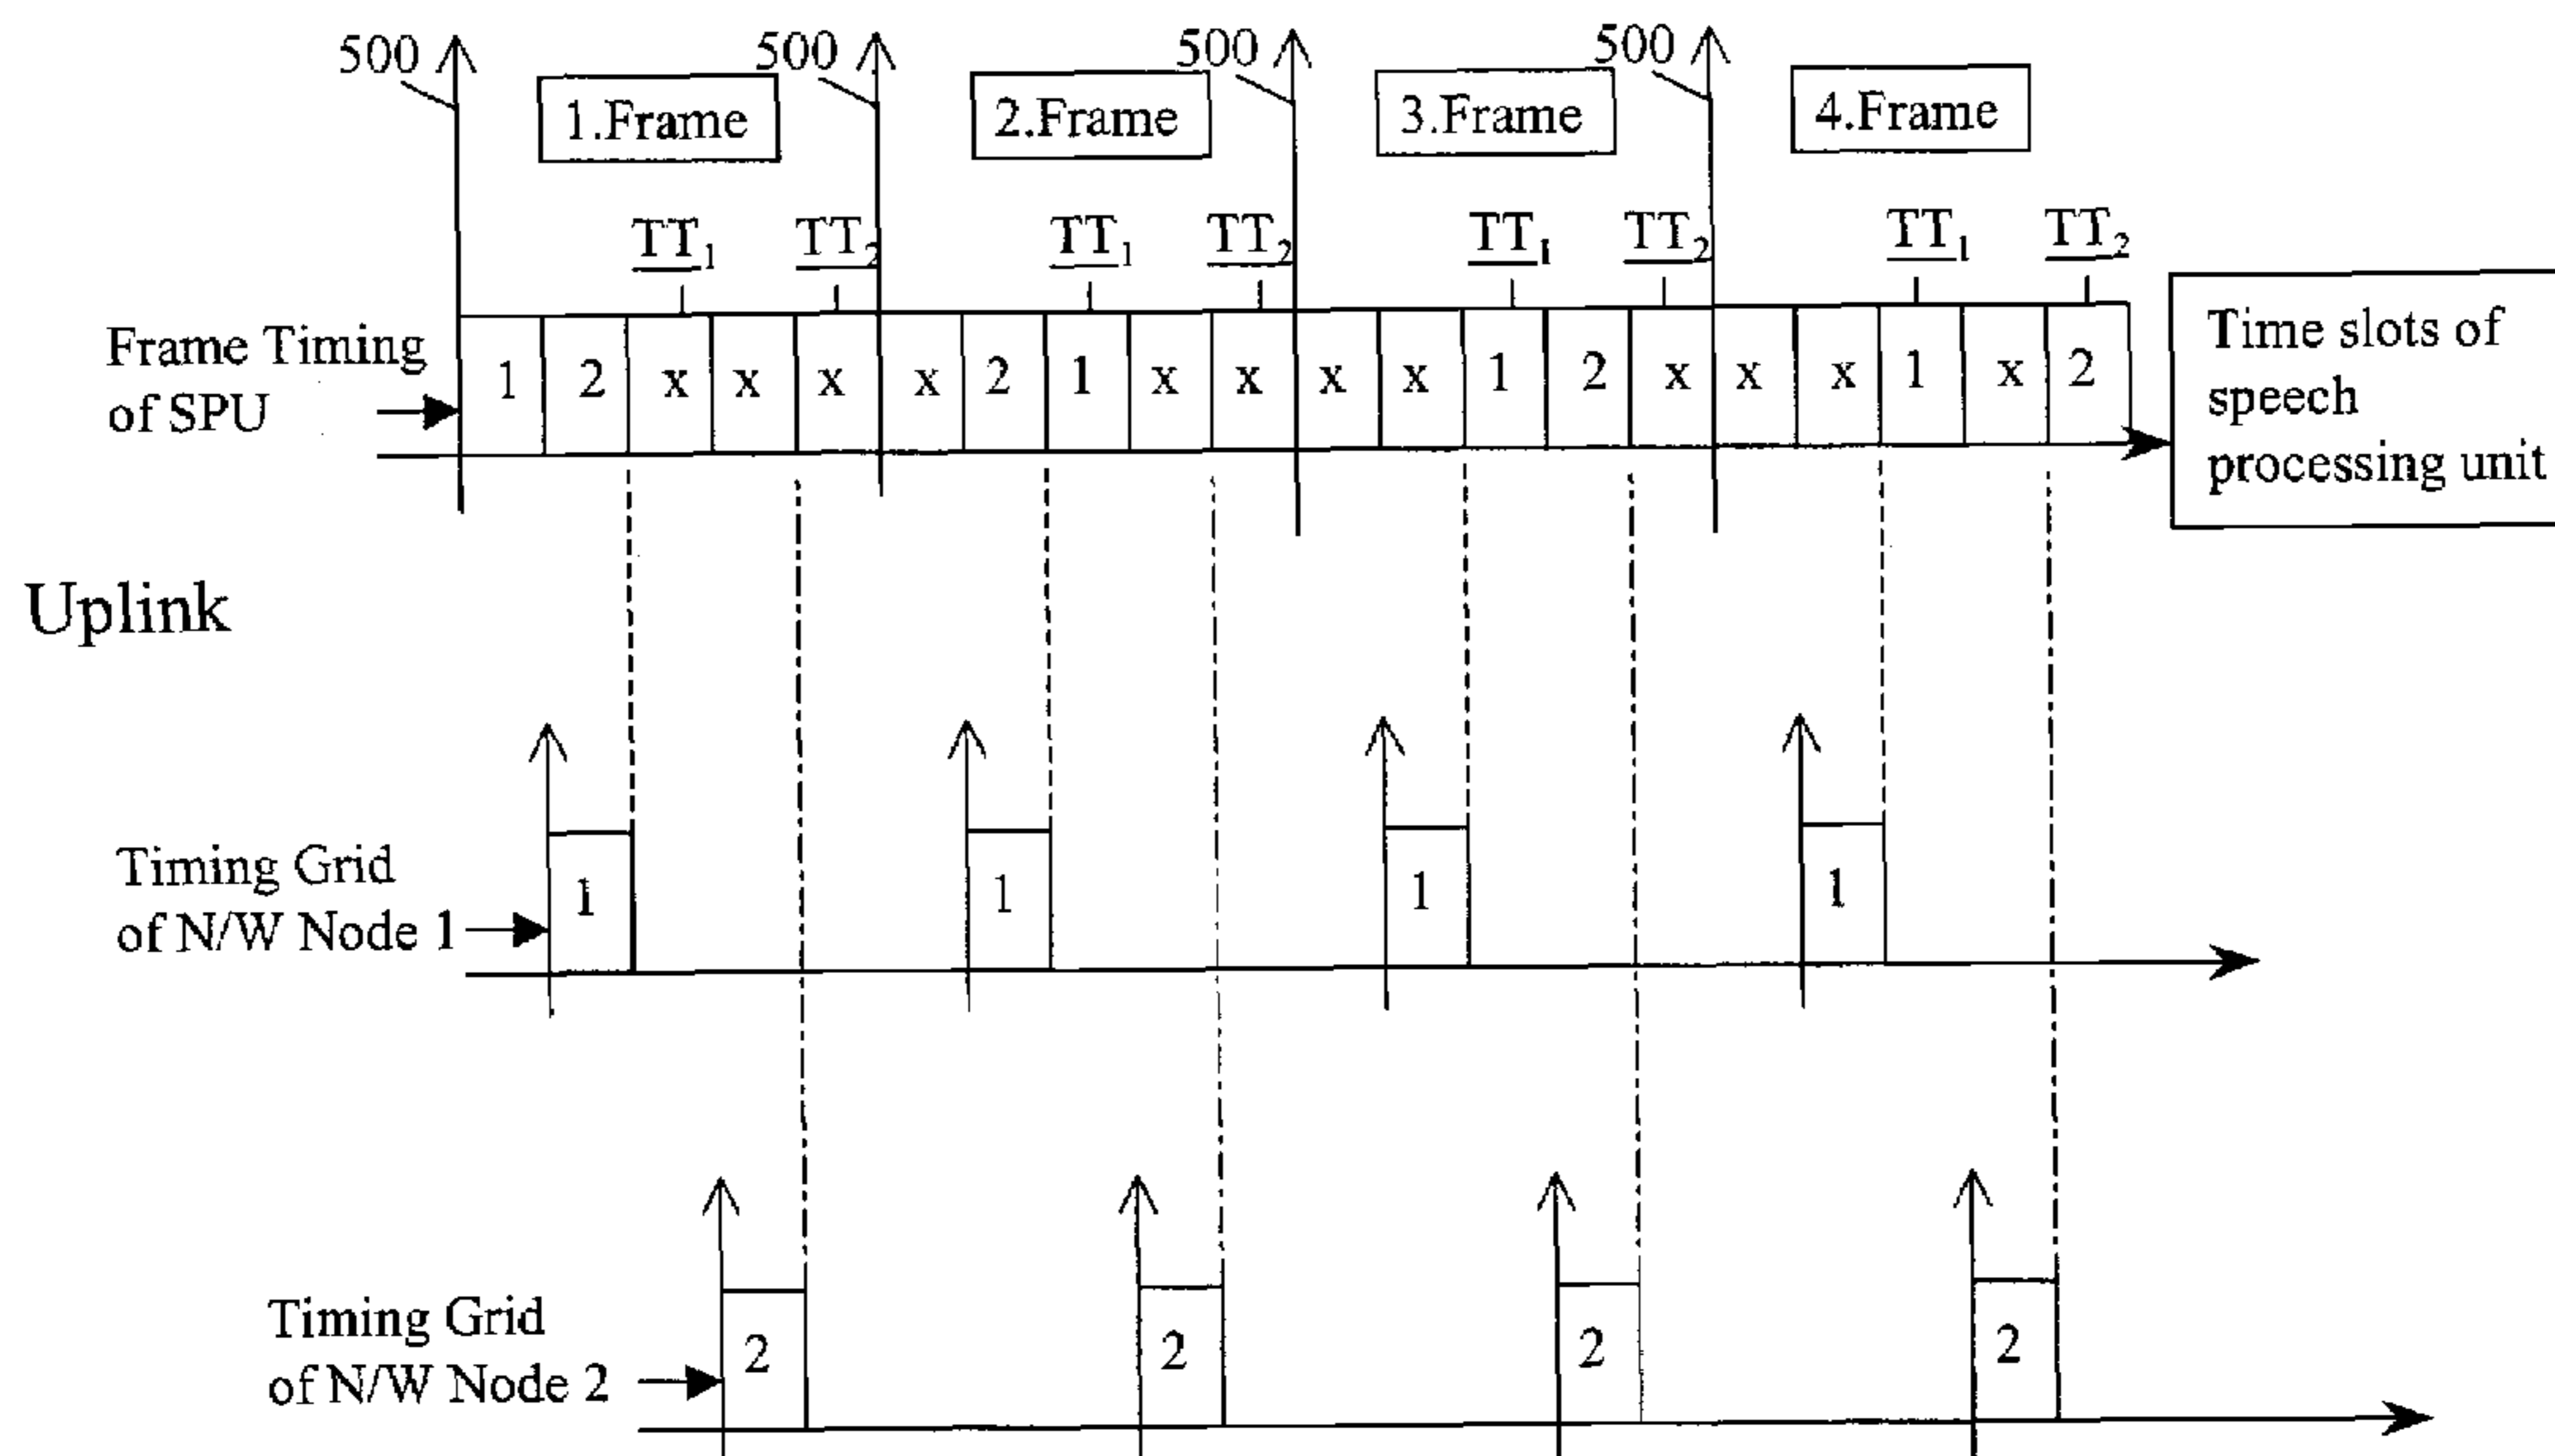 500 500 500 500
1.Frame 2.Frame 3.Frame 4.Frame
TT1 TT2 TT1 TT2 TT1 TT2 TT1 TT2
Frame Timing
of SPU
1 2 x x x x 2 1 x x x x 1 2 x x x 1 x 2
Time slots of
speech
processing unit
Uplink
Timing Grid
of N/W Node 1
1 1 1 1
Timing Grid
of N/W Node 2
2 2 2 2